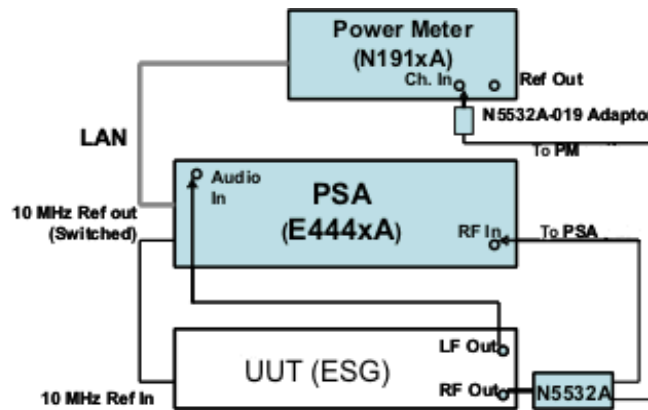 Power Meter
(N191xA)
Ch. In
Ref Out
N5532A-019 Adaptor
To PM
LAN
Audio
In
PSA
(E444xA)
RF In
To PSA
10 MHz Ref out
(Switched)
LF Out
UUT (ESG)
RF Out
N5532A
10 MHz Ref In